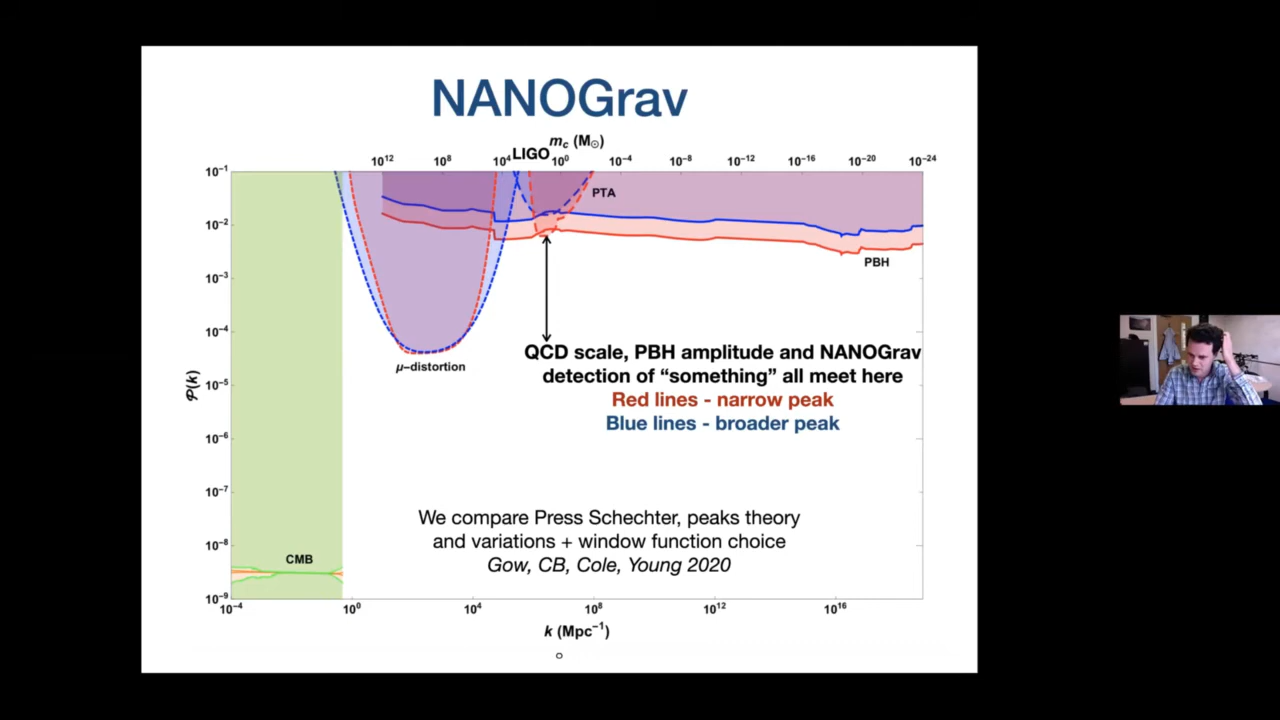 NANOGrav
m_c (M⊙)
LIGO
10¹² 10⁸ 10⁴ 10⁰ 10⁻⁴ 10⁻⁸ 10⁻¹² 10⁻¹⁶ 10⁻²⁰ 10⁻²⁴
10⁻¹
PTA
10⁻²
PBH
10⁻³
10⁻⁴
QCD scale, PBH amplitude and NANOGrav
μ-distortion
detection of “something” all meet here
𝒫(k)
10⁻⁵
Red lines - narrow peak
Blue lines - broader peak
10⁻⁶
10⁻⁷
We compare Press Schechter, peaks theory
and variations + window function choice
10⁻⁸
CMB
Gow, CB, Cole, Young 2020
10⁻⁹
10⁻⁴ 10⁰ 10⁴ 10⁸ 10¹² 10¹⁶
k (Mpc⁻¹)